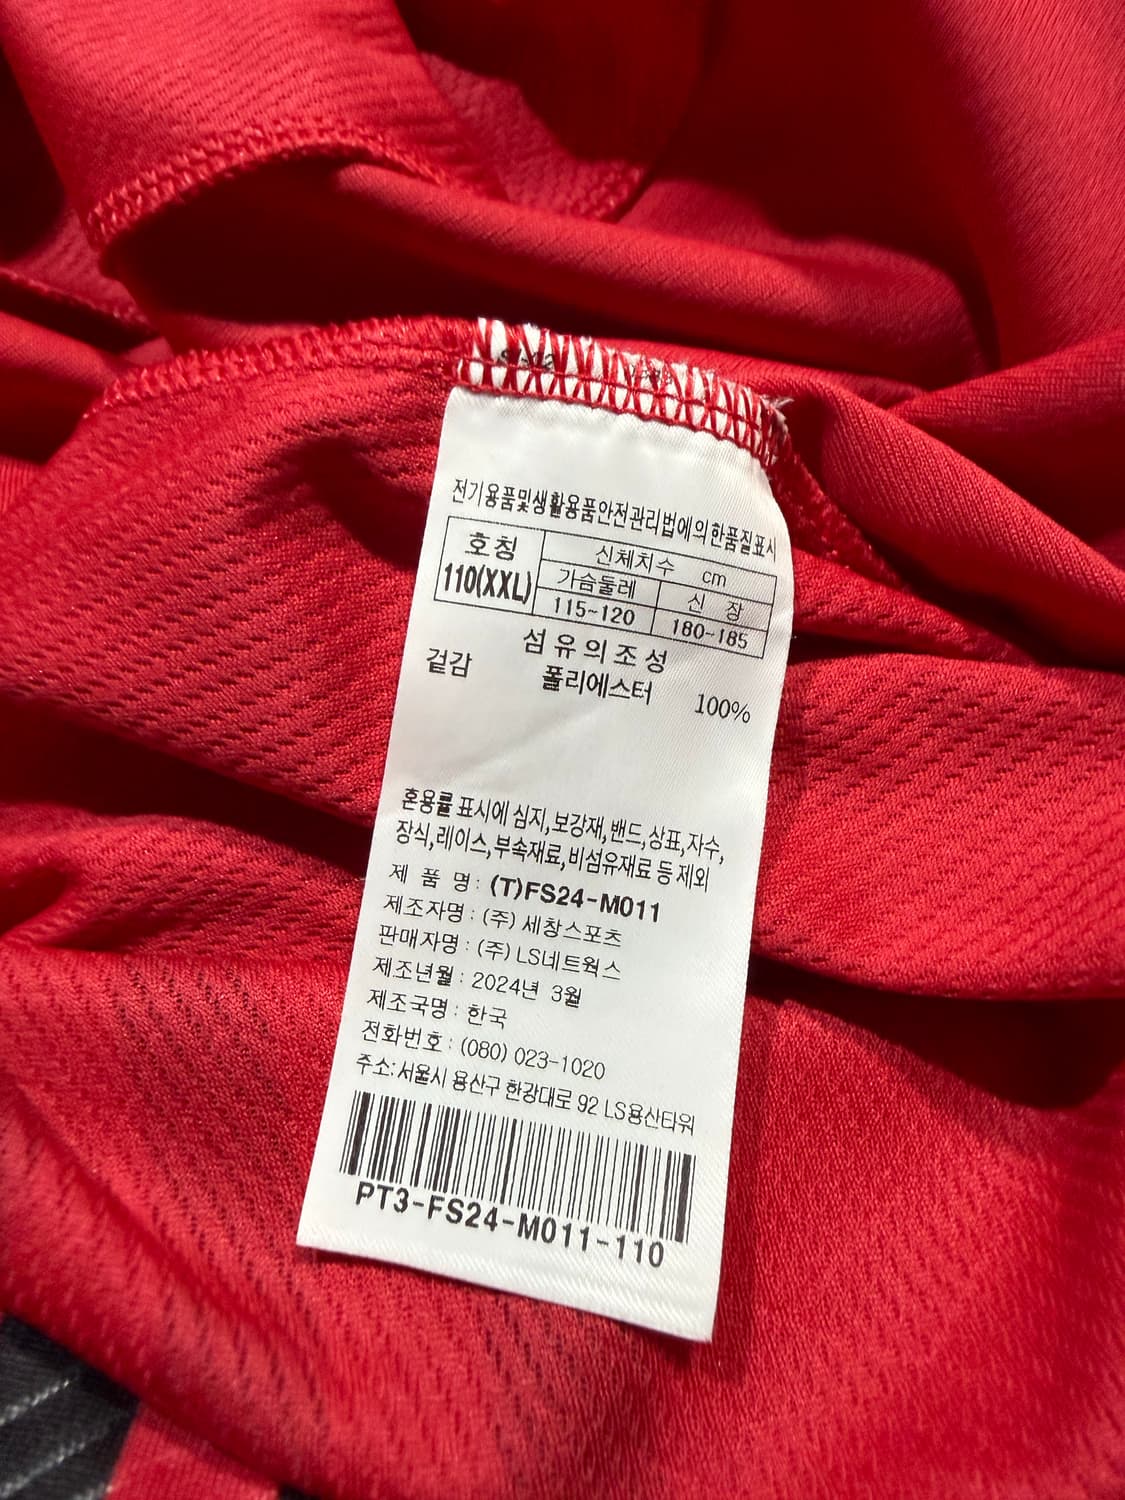 전기용품및생활용품안전관리법에의한품질표시
호칭 신체치수 cm
110(XXL) 가슴둘레 신 장
115~120 180~185
섬유의조성
겉감 폴리에스터 100%
혼용률 표시에 심지,보강재,밴드,상표,자수,
장식,레이스,부속재료,비섬유재료 등 제외
제 품 명 : (T)FS24-M011
제조자명 : (주) 세창스포츠
판매자명 : (주) LS네트웍스
제조년월 : 2024년 3월
제조국명 : 한국
전화번호 : (080) 023-1020
주소:서울시 용산구 한강대로 92 LS용산타워
PT3-FS24-M011-110